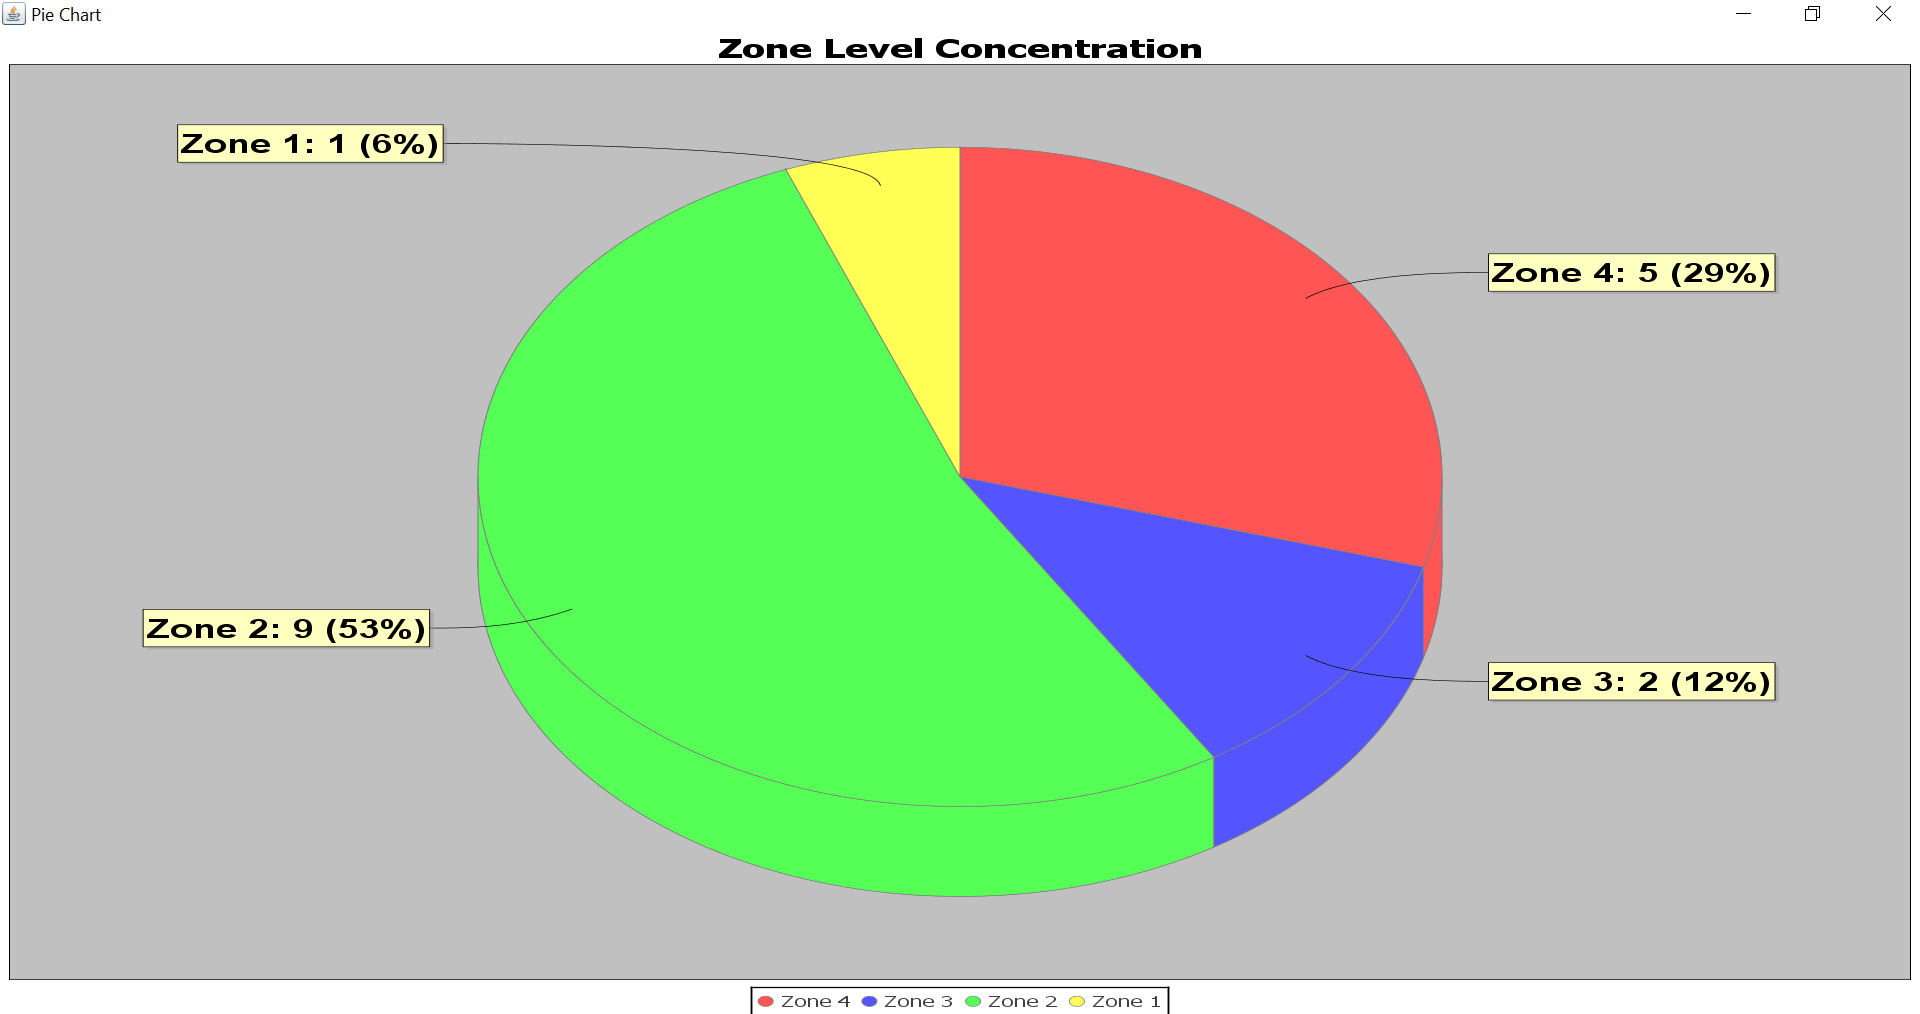 Pie Chart
Zone Level Concentration
Zone 1: 1 (6%)
Zone 4: 5 (29%)
Zone 2: 9 (53%)
Zone 3: 2 (12%)
Zone 4 Zone 3 Zone 2 Zone 1